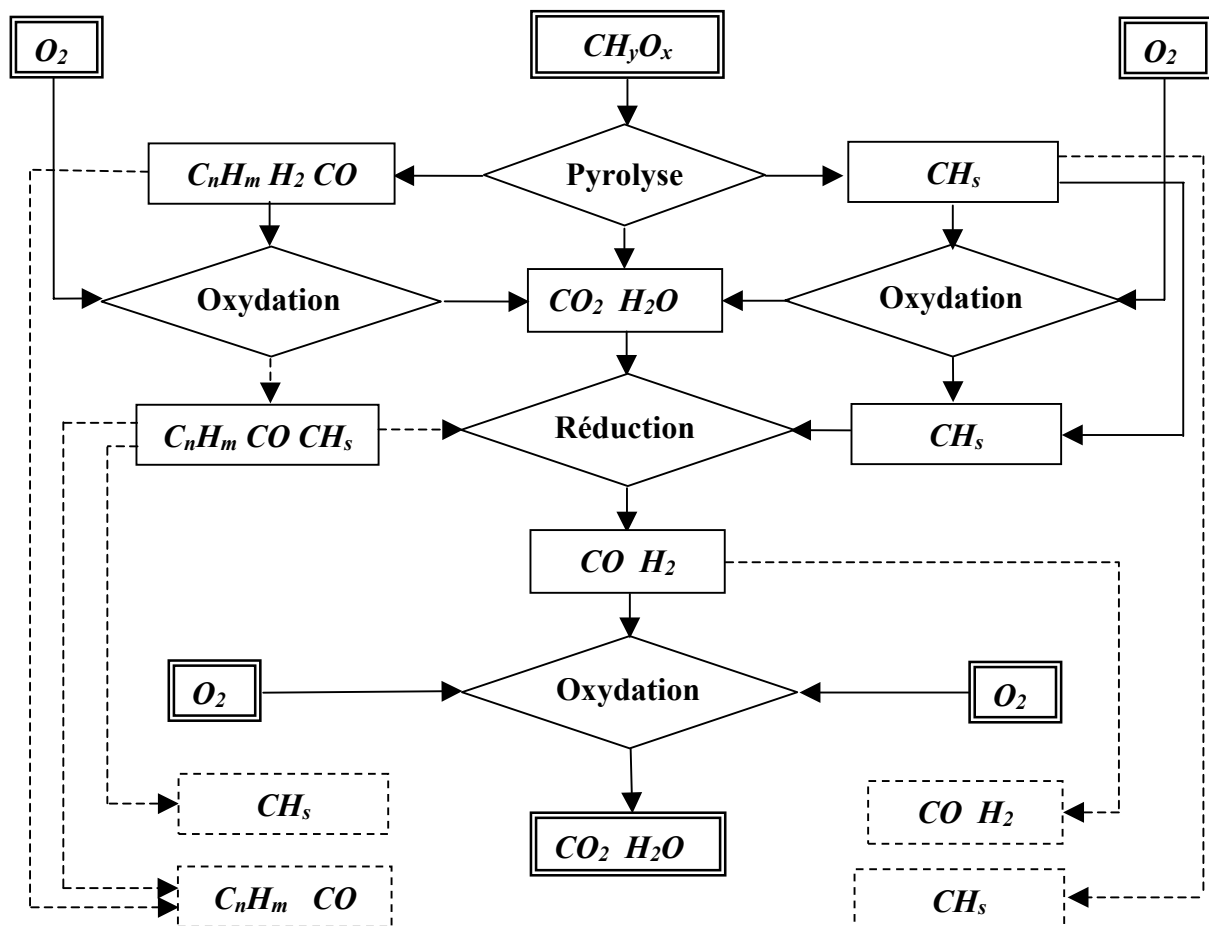 O2
CHyOx
O2
CnHm H2 CO
Pyrolyse
CHs
Oxydation
CO2 H2O
Oxydation
CnHm CO CHs
Réduction
CHs
CO H2
O2
Oxydation
O2
CHs
CO H2
CO2 H2O
CnHm CO
CHs